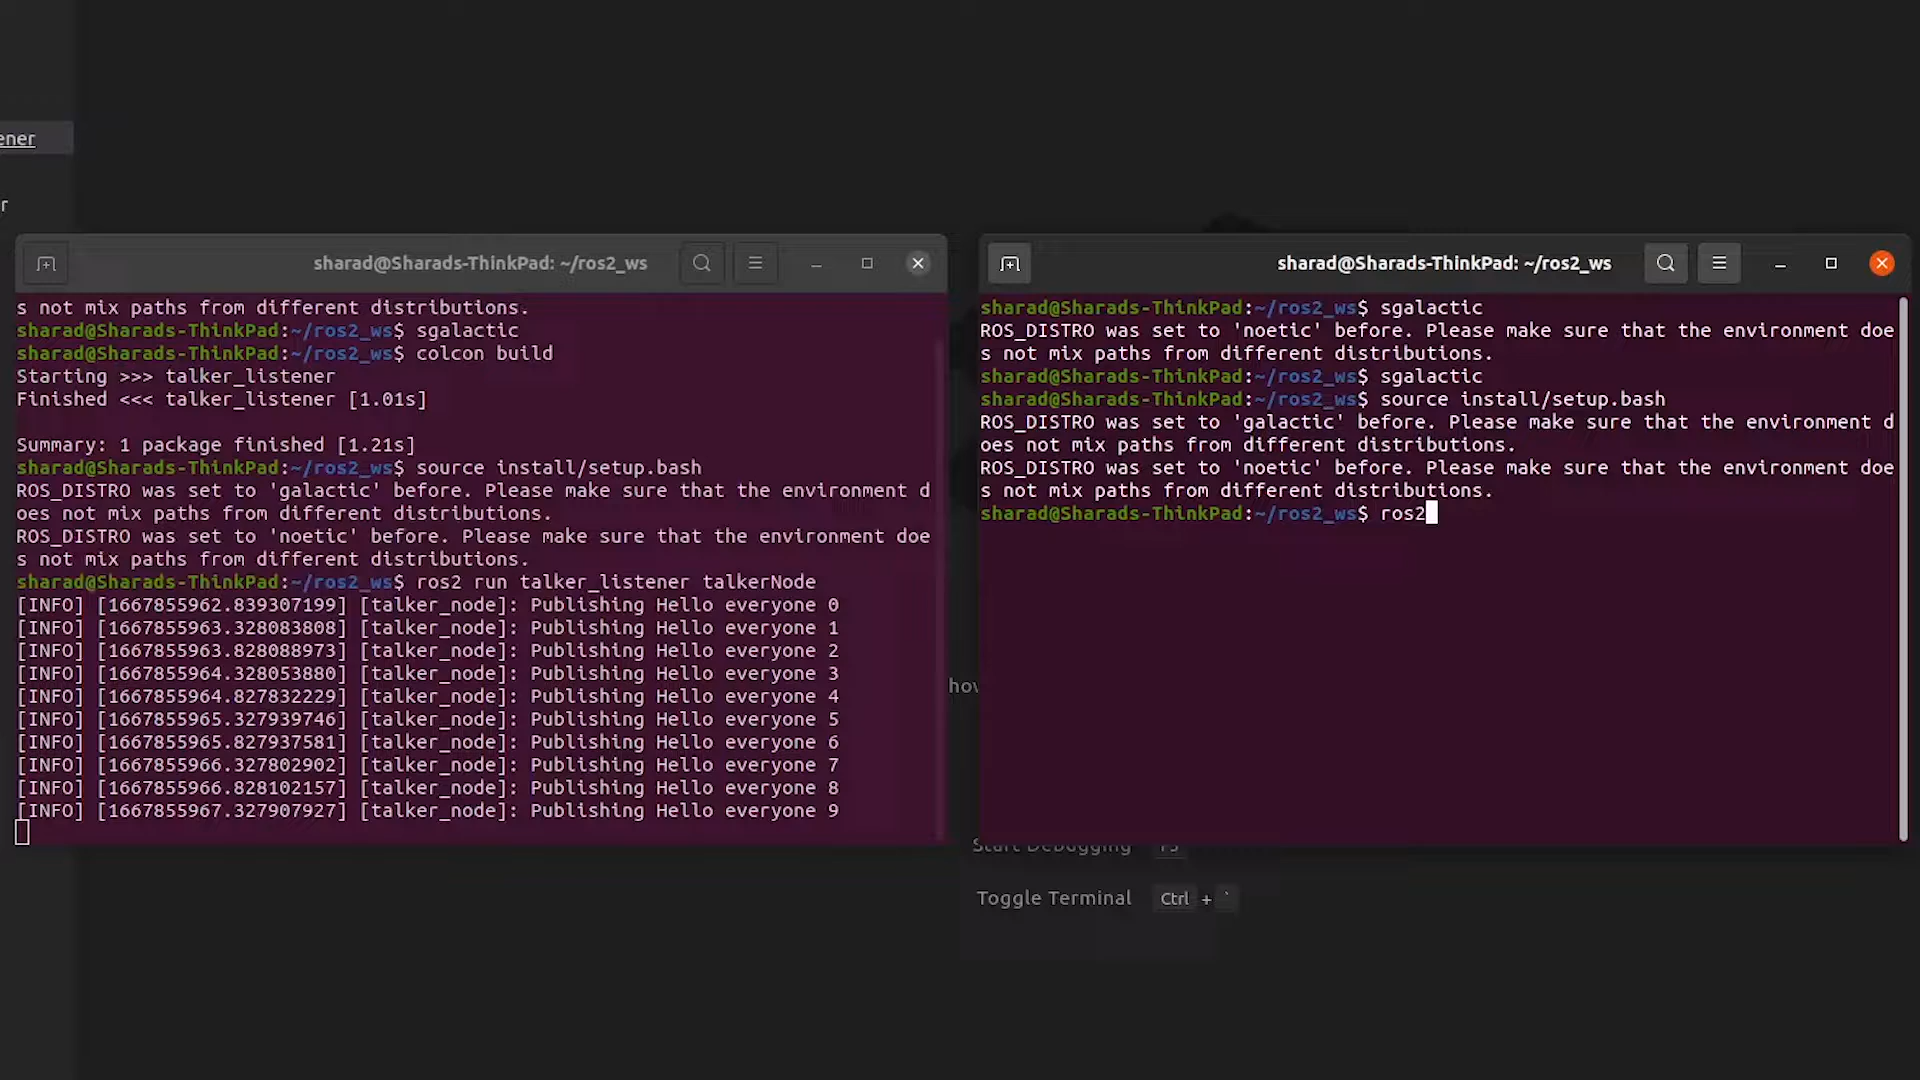 ener
r
sharad@Sharads-ThinkPad: ~/ros2_ws
s not mix paths from different distributions.
sharad@Sharads-ThinkPad:~/ros2_ws$ sgalactic
sharad@Sharads-ThinkPad:~/ros2_ws$ colcon build
Starting >>> talker_listener
Finished <<< talker_listener [1.01s]
Summary: 1 package finished [1.21s]
sharad@Sharads-ThinkPad:~/ros2_ws$ source install/setup.bash
ROS_DISTRO was set to 'galactic' before. Please make sure that the environment d
oes not mix paths from different distributions.
ROS_DISTRO was set to 'noetic' before. Please make sure that the environment doe
s not mix paths from different distributions.
sharad@Sharads-ThinkPad:~/ros2_ws$ ros2 run talker_listener talkerNode
[INFO] [1667855962.839307199] [talker_node]: Publishing Hello everyone 0
[INFO] [1667855963.328083808] [talker_node]: Publishing Hello everyone 1
[INFO] [1667855963.828088973] [talker_node]: Publishing Hello everyone 2
[INFO] [1667855964.328053880] [talker_node]: Publishing Hello everyone 3
[INFO] [1667855964.827832229] [talker_node]: Publishing Hello everyone 4
[INFO] [1667855965.327939746] [talker_node]: Publishing Hello everyone 5
[INFO] [1667855965.827937581] [talker_node]: Publishing Hello everyone 6
[INFO] [1667855966.327802902] [talker_node]: Publishing Hello everyone 7
[INFO] [1667855966.828102157] [talker_node]: Publishing Hello everyone 8
[INFO] [1667855967.327907927] [talker_node]: Publishing Hello everyone 9
sharad@Sharads-ThinkPad: ~/ros2_ws
sharad@Sharads-ThinkPad:~/ros2_ws$ sgalactic
ROS_DISTRO was set to 'noetic' before. Please make sure that the environment doe
s not mix paths from different distributions.
sharad@Sharads-ThinkPad:~/ros2_ws$ sgalactic
sharad@Sharads-ThinkPad:~/ros2_ws$ source install/setup.bash
ROS_DISTRO was set to 'galactic' before. Please make sure that the environment d
oes not mix paths from different distributions.
ROS_DISTRO was set to 'noetic' before. Please make sure that the environment doe
s not mix paths from different distributions.
sharad@Sharads-ThinkPad:~/ros2_ws$ ros2
Start Debugging F5
Toggle Terminal Ctrl + `